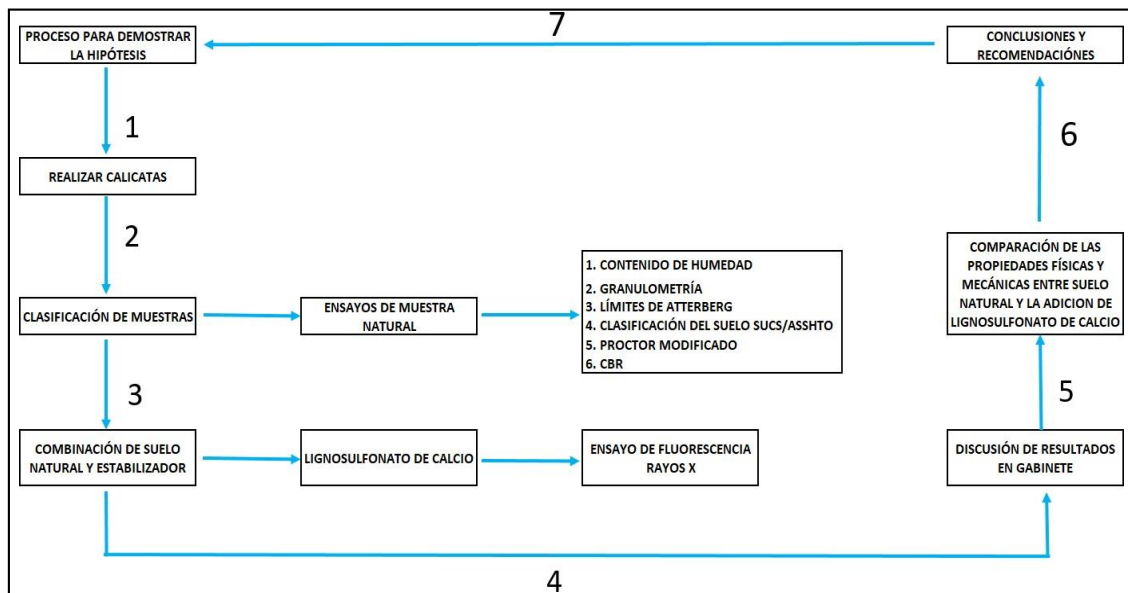 PROCESO PARA DEMOSTRAR
LA HIPÓTESIS
7
CONCLUSIONES Y
RECOMENDACIÓNES
1
6
REALIZAR CALICATAS
2
CLASIFICACIÓN DE MUESTRAS
ENSAYOS DE MUESTRA
NATURAL
1. CONTENIDO DE HUMEDAD
2. GRANULOMETRÍA
3. LÍMITES DE ATTERBERG
4. CLASIFICACIÓN DEL SUELO SUCS/ASSHTO
5. PROCTOR MODIFICADO
6. CBR
COMPARACIÓN DE LAS
PROPIEDADES FÍSICAS Y
MECÁNICAS ENTRE SUELO
NATURAL Y LA ADICION DE
LIGNOSULFONATO DE CALCIO
3
5
COMBINACIÓN DE SUELO
NATURAL Y ESTABILIZADOR
LIGNOSULFONATO DE CALCIO
ENSAYO DE FLUORESCENCIA
RAYOS X
DISCUSIÓN DE RESULTADOS
EN GABINETE
4